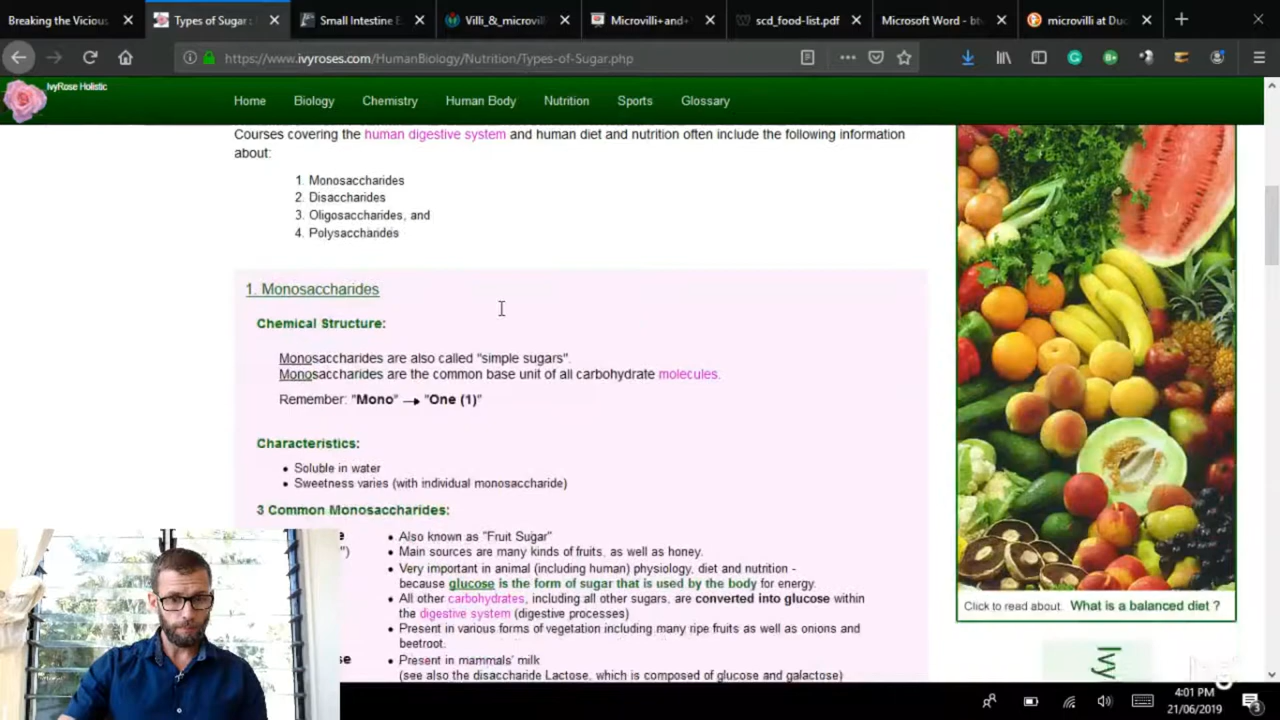 Breaking the Vicious
Types of Sugar
Small Intestine E
Villi_&_microvil
Microvilli+and+
scd_food-list.pdf
Microsoft Word - bt
microvilli at Duc
https://www.ivyroses.com/HumanBiology/Nutrition/Types-of-Sugar.php
IvyRose Holistic
Home
Biology
Chemistry
Human Body
Nutrition
Sports
Glossary
Courses covering the human digestive system and human diet and nutrition often include the following information
about:
1. Monosaccharides
2. Disaccharides
3. Oligosaccharides, and
4. Polysaccharides
1. Monosaccharides
Chemical Structure:
Monosaccharides are also called "simple sugars".
Monosaccharides are the common base unit of all carbohydrate molecules.
Remember: "Mono" → "One (1)"
Characteristics:
• Soluble in water
• Sweetness varies (with individual monosaccharide)
3 Common Monosaccharides:
• Also known as "Fruit Sugar"
• Main sources are many kinds of fruits, as well as honey.
• Very important in animal (including human) physiology, diet and nutrition -
because glucose is the form of sugar that is used by the body for energy.
• All other carbohydrates, including all other sugars, are converted into glucose within
the digestive system (digestive processes)
• Present in various forms of vegetation including many ripe fruits as well as onions and
beetroot.
• Present in mammals' milk
(see also the disaccharide Lactose, which is composed of glucose and galactose)
Click to read about: What is a balanced diet ?
Ivy
4:01 PM
21/06/2019
3